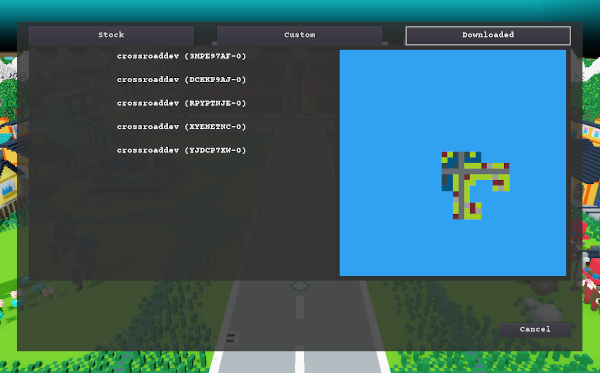 Stock
Custom
Downloaded
crossroaddev (3MPE97AF-0)
crossroaddev (DCKKP9AJ-0)
crossroaddev (RPYPTNJE-0)
crossroaddev (XYENETNC-0)
crossroaddev (YJDCP7XW-0)
Cancel